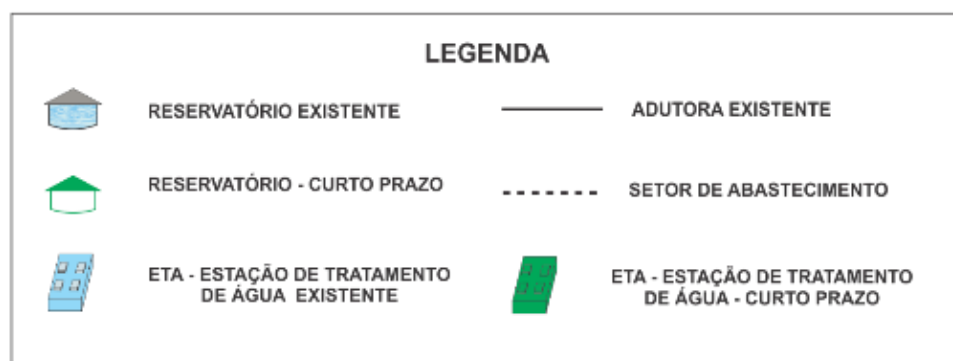 LEGENDA
RESERVATÓRIO EXISTENTE
ADUTORA EXISTENTE
RESERVATÓRIO - CURTO PRAZO
SETOR DE ABASTECIMENTO
ETA - ESTAÇÃO DE TRATAMENTO
DE ÁGUA EXISTENTE
ETA - ESTAÇÃO DE TRATAMENTO
DE ÁGUA - CURTO PRAZO